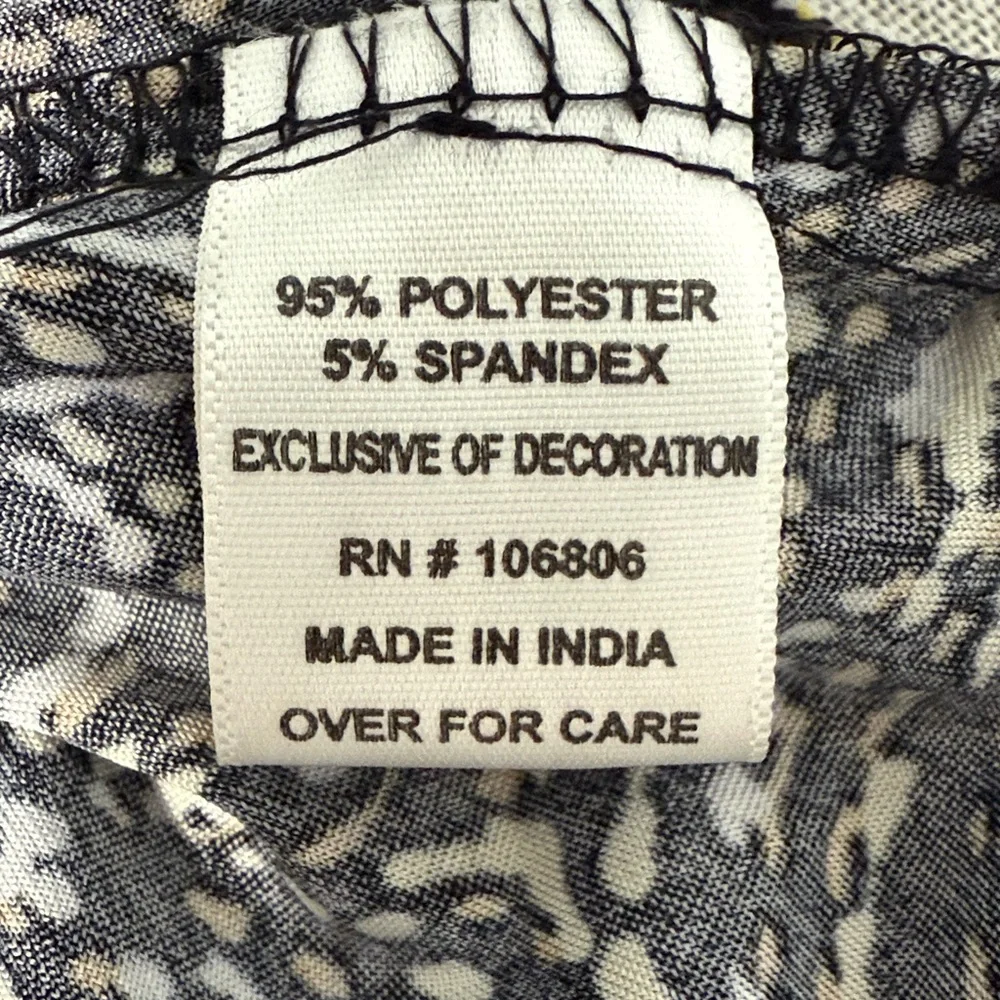 95% POLYESTER
5% SPANDEX
EXCLUSIVE OF DECORATION
RN # 106806
MADE IN INDIA
OVER FOR CARE